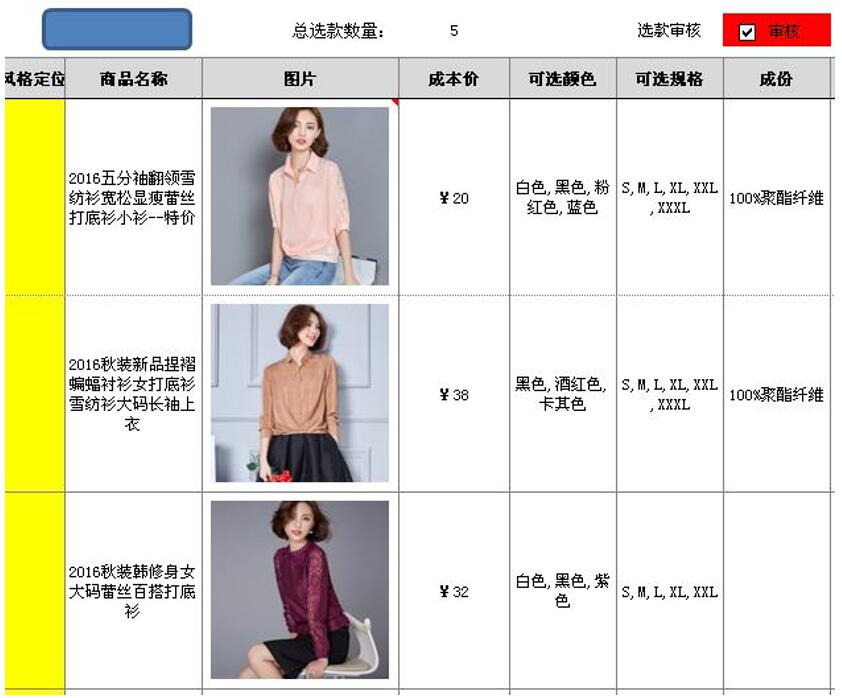 总选款数量： 5 选款审核 审核
风格定位 商品名称 图片 成本价 可选颜色 可选规格 成份
2016五分袖翻领雪
纺衫宽松显瘦蕾丝
打底衫小衫--特价
￥20
白色,黑色,粉
红色,蓝色
S,M,L,XL,XXL
,XXXL
100%聚酯纤维
2016秋装新品捏褶
蝙蝠衬衫女打底衫
雪纺衫大码长袖上
衣
￥38
黑色,酒红色,
卡其色
S,M,L,XL,XXL
,XXXL
100%聚酯纤维
2016秋装韩修身女
大码蕾丝百搭打底
衫
￥32
白色,黑色,紫
色
S,M,L,XL,XXL